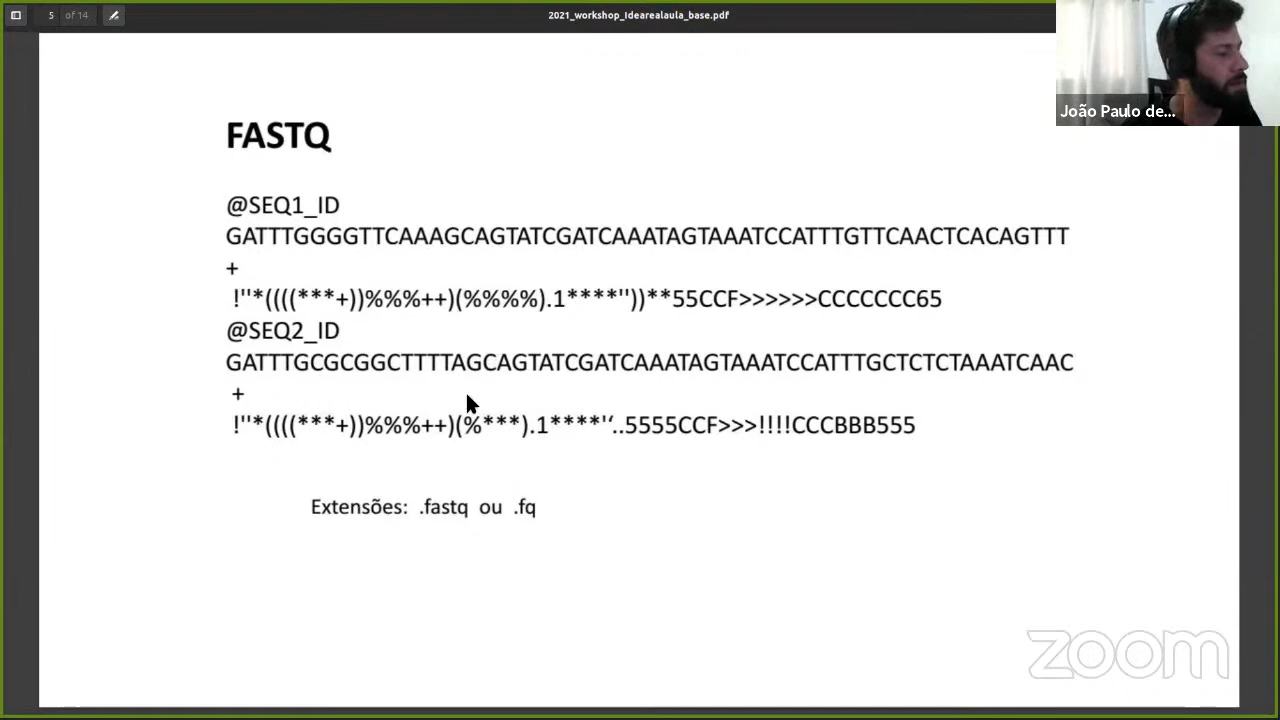 5 of 14
2021_workshop_Idearealaula_base.pdf
João Paulo de...
FASTQ
@SEQ1_ID
GATTTGGGGTTCAAAGCAGTATCGATCAAATAGTAAATCCATTTGTTCAACTCACAGTTT
+
!''*((((***+))%%%++)(%%%%).1****''))**55CCF>>>>>>CCCCCCC65
@SEQ2_ID
GATTTGCGCGGCTTTTAGCAGTATCGATCAAATAGTAAATCCATTTGCTCTCTAAATCAAC
+
!''*((((***+))%%%++)(%***).1****'‘..5555CCF>>>!!!!CCCBBB555
Extensões: .fastq ou .fq
zoom